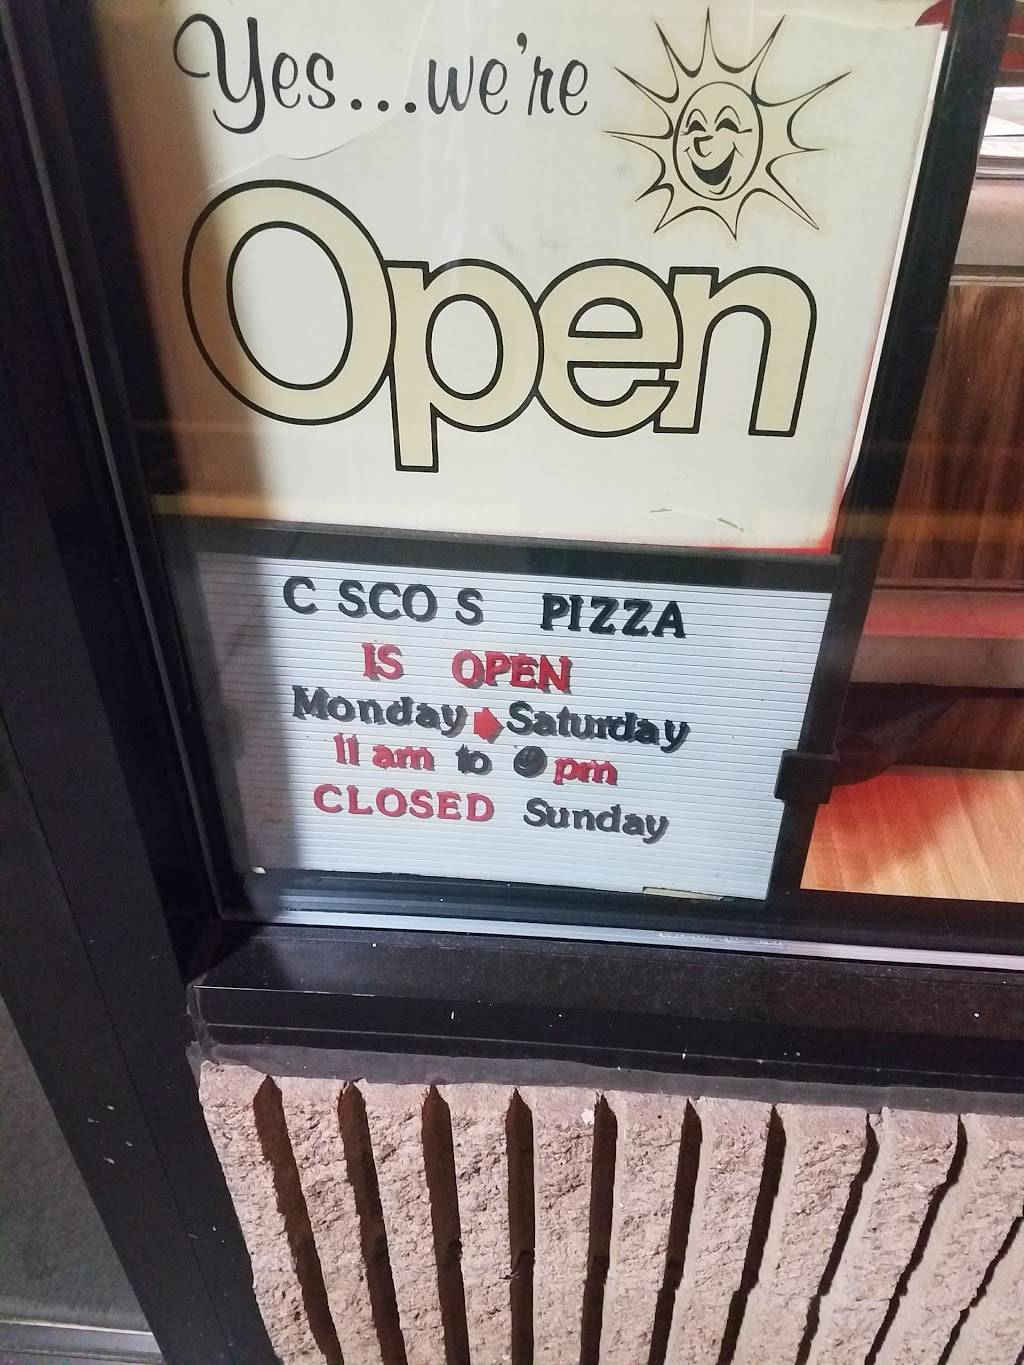 Yes...we're
Open
C SCO S PIZZA
IS OPEN
Monday Saturday
11 am to pm
CLOSED Sunday